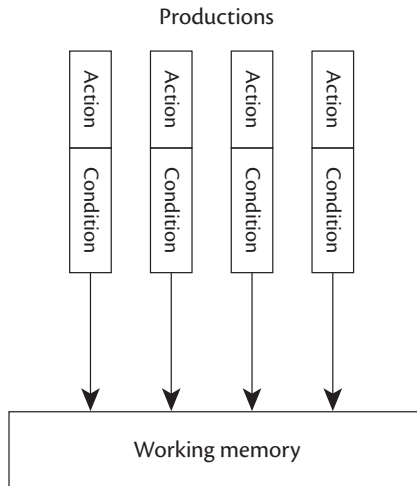 Productions
Action
Action
Action
Action
Condition
Condition
Condition
Condition
Working memory